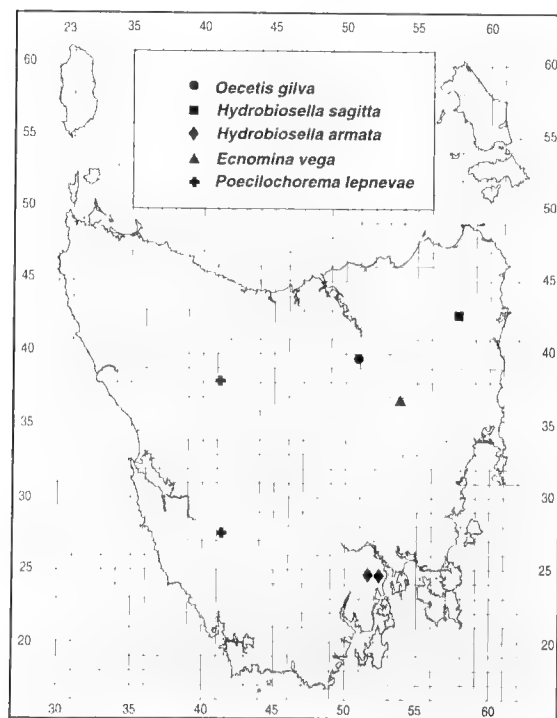 23 35 40 45 50 55 60
60 60
Oecetis gilva
Hydrobiosella sagitta
Hydrobiosella armata
Ecnomina vega
Poecilochorema lepnevae
55 55
50 50
45 45
40 40
35 35
30 30
25 25
20 20
30 35 40 45 50 55 60